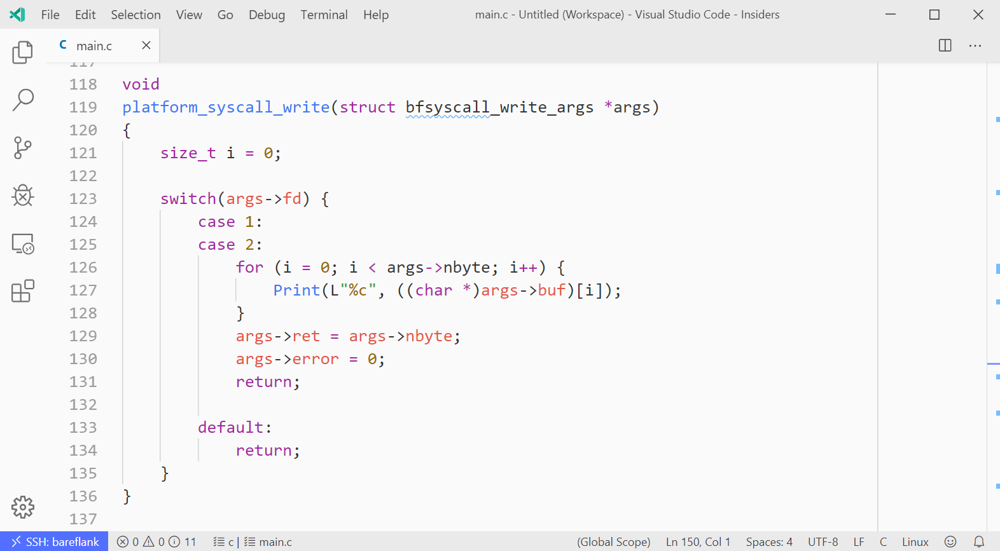 File Edit Selection View Go Debug Terminal Help main.c - Untitled (Workspace) - Visual Studio Code - Insiders
C main.c
117
118 void
119 platform_syscall_write(struct bfsyscall_write_args *args)
120 {
121     size_t i = 0;
122
123     switch(args->fd) {
124         case 1:
125         case 2:
126             for (i = 0; i < args->nbyte; i++) {
127                 Print(L"%c", ((char *)args->buf)[i]);
128             }
129             args->ret = args->nbyte;
130             args->error = 0;
131             return;
132
133         default:
134             return;
135     }
136 }
137
SSH: bareflank 0 0 11 c | main.c (Global Scope) Ln 150, Col 1 Spaces: 4 UTF-8 LF C Linux